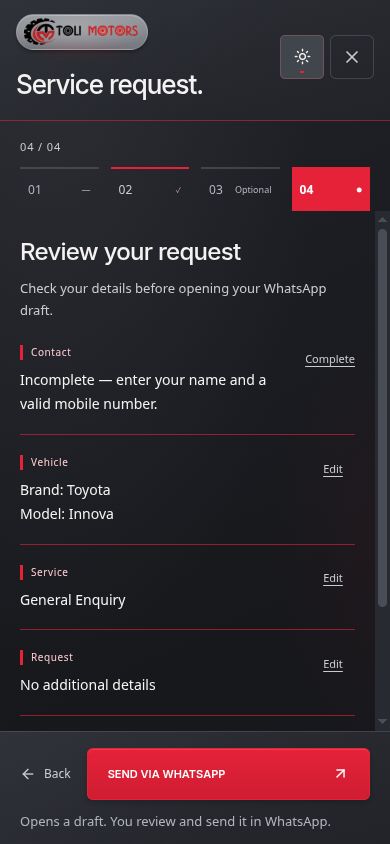 TOLI MOTORS
Service request.
04 / 04
01 —
02 ✓
03 Optional
04
Review your request
Check your details before opening your WhatsApp
draft.
Contact
Complete
Incomplete — enter your name and a
valid mobile number.
Vehicle
Edit
Brand: Toyota
Model: Innova
Service
Edit
General Enquiry
Request
Edit
No additional details
Back
SEND VIA WHATSAPP
Opens a draft. You review and send it in WhatsApp.